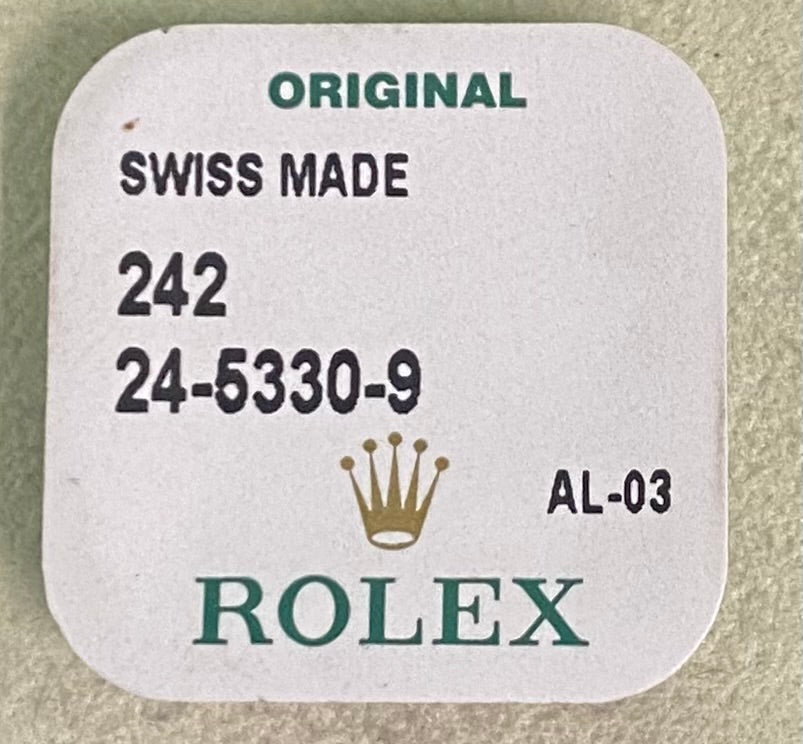 ORIGINAL
SWISS MADE
242
24-5330-9
AL-03
ROLEX